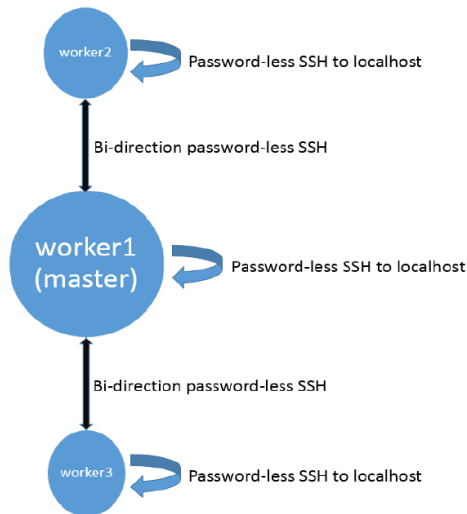 worker2
Password-less SSH to localhost
Bi-direction password-less SSH
worker1
(master)
Password-less SSH to localhost
Bi-direction password-less SSH
worker3
Password-less SSH to localhost